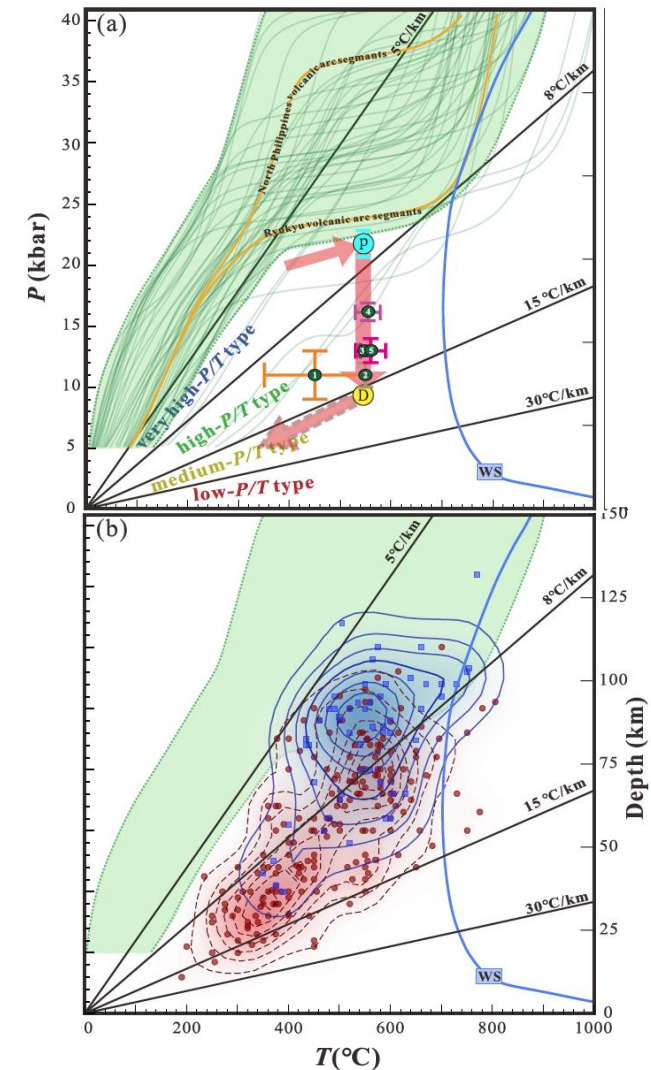 (a)
40
35
30
25
20
15
10
5
0
P (kbar)
5°C/km
8°C/km
15°C/km
30°C/km
North Philippines volcanic arc segments
Ryukyu volcanic arc segments
P
4
3
5
1
2
D
very high-P/T type
high-P/T type
medium-P/T type
low-P/T type
WS
(b)
150
125
100
75
50
25
0
Depth (km)
5°C/km
8°C/km
15°C/km
30°C/km
WS
0
200
400
600
800
1000
T(°C)